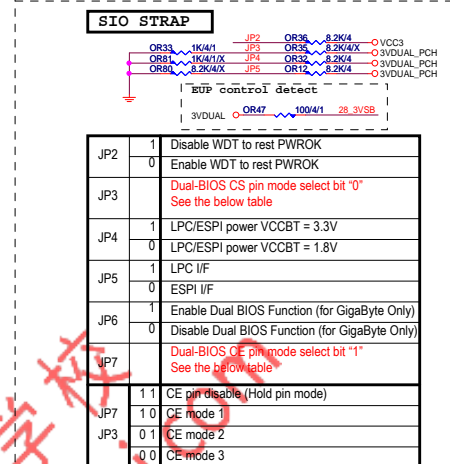 SIO STRAP
JP2 OR36 8.2K/4 VCC3
OR33 1K/4/1 JP3 OR35 8.2K/4/X 3VDUAL_PCH
OR81 1K/4/1/X JP4 OR32 8.2K/4 3VDUAL_PCH
OR80 8.2K/4/X JP5 OR12 8.2K/4 3VDUAL_PCH
EUP control detect
3VDUAL OR47 100/4/1 28_3VSB
JP2 1 Disable WDT to rest PWROK
0 Enable WDT to rest PWROK
JP3 Dual-BIOS CS pin mode select bit “0”
See the below table
JP4 1 LPC/ESPI power VCCBT = 3.3V
0 LPC/ESPI power VCCBT = 1.8V
JP5 1 LPC I/F
0 ESPI I/F
JP6 1 Enable Dual BIOS Function (for GigaByte Only)
0 Disable Dual BIOS Function (for GigaByte Only)
JP7 Dual-BIOS CE pin mode select bit “1”
See the below table
1 1 CE pin disable (Hold pin mode)
JP7 1 0 CE mode 1
JP3 0 1 CE mode 2
0 0 CE mode 3
学校
.com